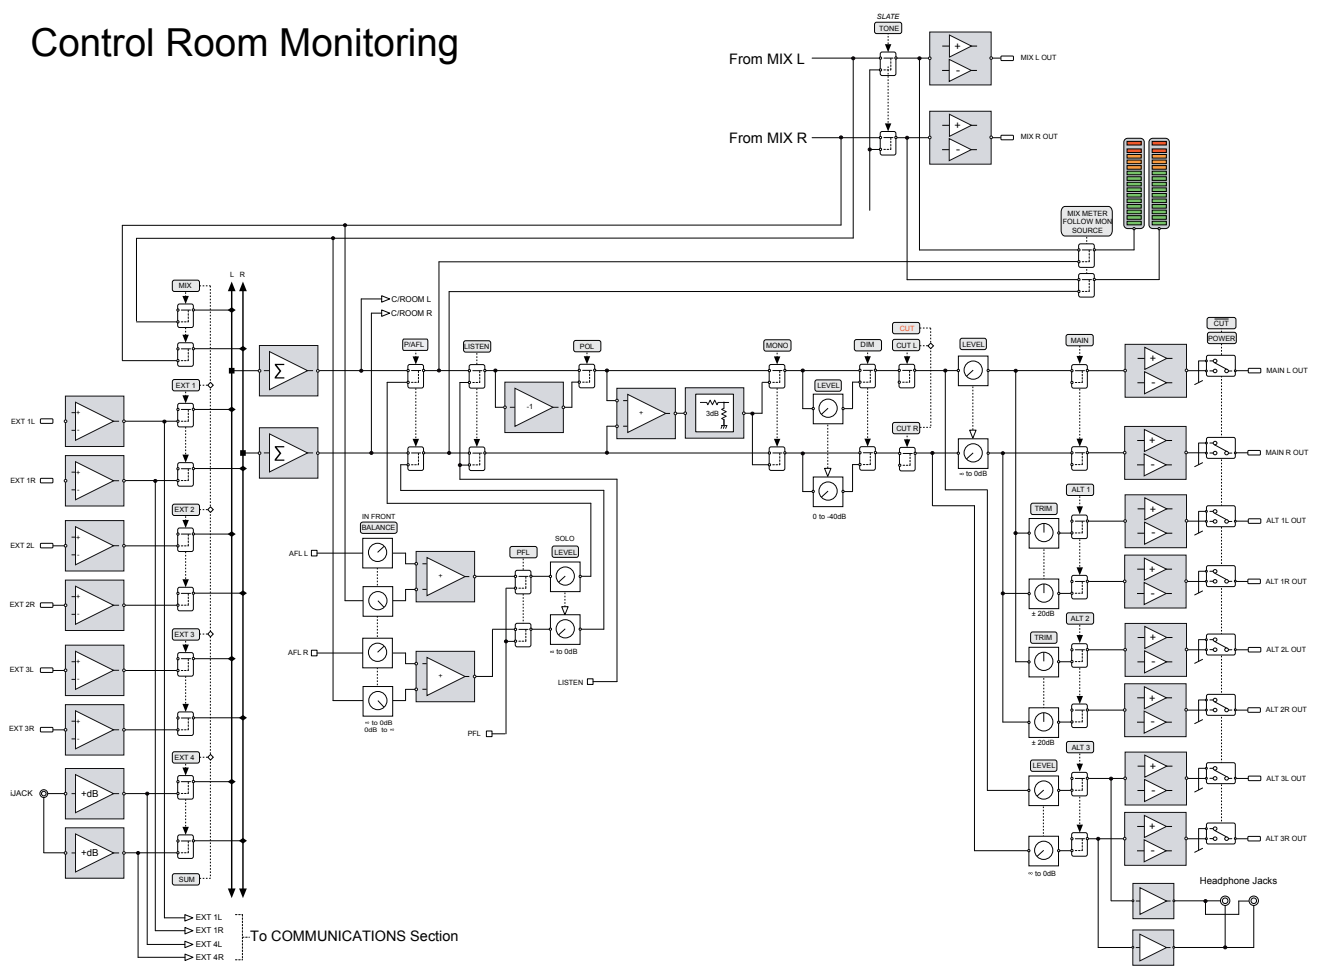 Control Room Monitoring
SLATE
TONE
From MIX L
+
-
MIX L OUT
From MIX R
+
-
MIX R OUT
MIX METER
FOLLOW MON
SOURCE
L R
MIX
C/ROOM L
C/ROOM R
P/AFL
LISTEN
POL
MONO
DIM
CUT
CUT L
LEVEL
MAIN
CUT
POWER
Σ
-1
+
3dB
LEVEL
+
-
MAIN L OUT
EXT 1
EXT 1L
+
-
Σ
CUT R
∞ to 0dB
0 to -40dB
+
-
MAIN R OUT
EXT 1R
+
-
EXT 2
EXT 2L
+
-
EXT 2R
+
-
IN FRONT
BALANCE
AFL L
+
PFL
SOLO
LEVEL
AFL R
+
∞ to 0dB
∞ to 0dB
0dB to ∞
LISTEN
PFL
TRIM
ALT 1
+
-
ALT 1L OUT
+
-
ALT 1R OUT
± 20dB
ALT 2
TRIM
+
-
ALT 2L OUT
+
-
ALT 2R OUT
± 20dB
ALT 3
LEVEL
+
-
ALT 3L OUT
+
-
ALT 3R OUT
∞ to 0dB
EXT 3
EXT 3L
+
-
EXT 3R
+
-
EXT 4
iJACK
+dB
+dB
SUM
Headphone Jacks
EXT 1L
EXT 1R
EXT 4L
EXT 4R
To COMMUNICATIONS Section